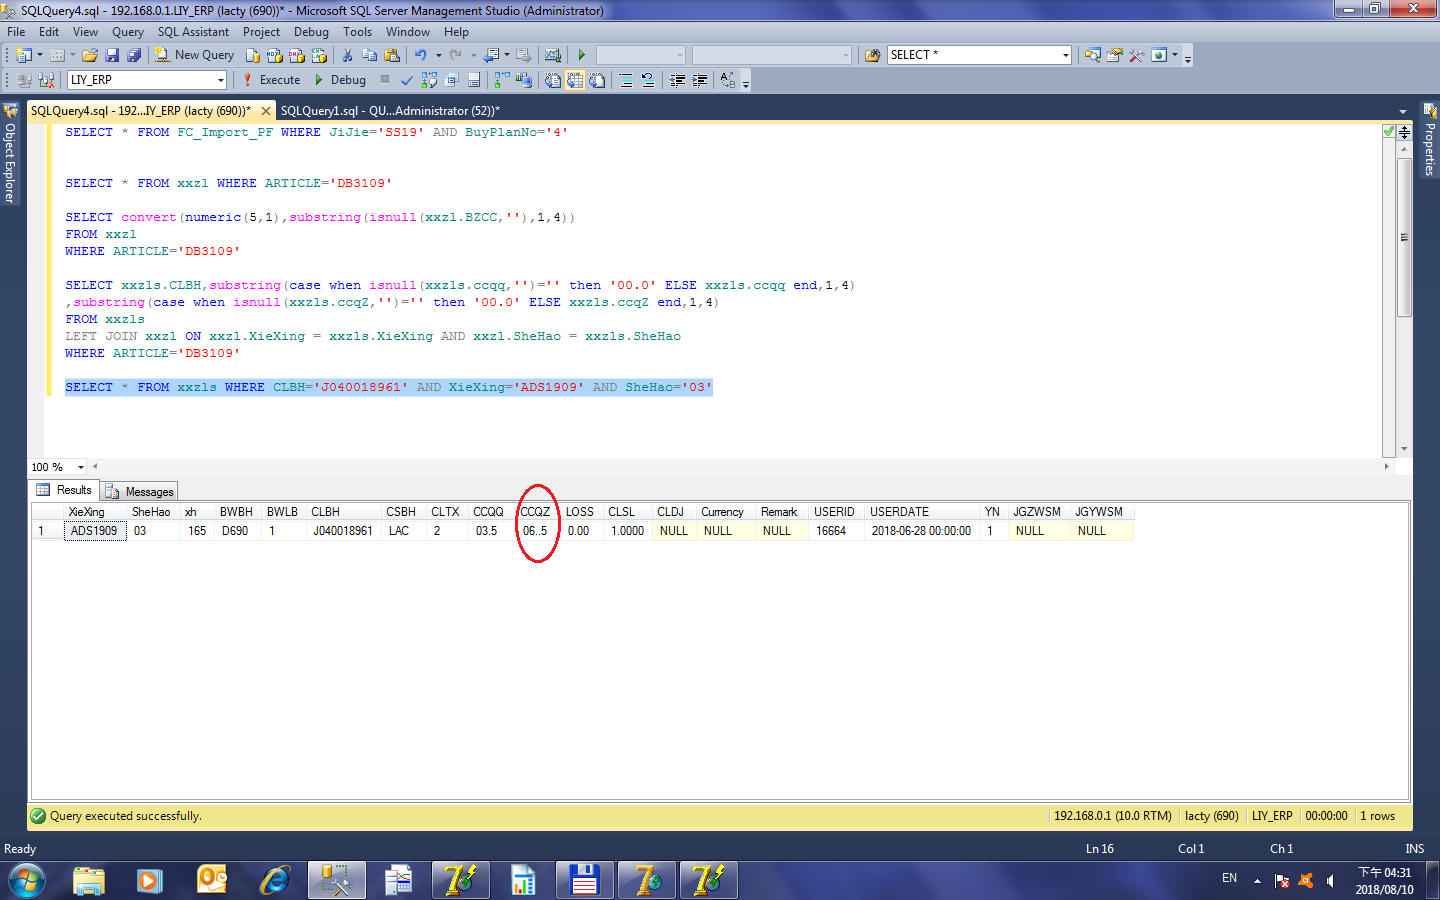 SQLQuery4.sql - 192.168.0.1.LIY_ERP (lacty (690))* - Microsoft SQL Server Management Studio (Administrator)
File Edit View Query SQL Assistant Project Debug Tools Window Help
New Query SELECT *
LIY_ERP Execute Debug
SQLQuery4.sql - 192...IY_ERP (lacty (690))* SQLQuery1.sql - QU...Administrator (52))*
Object Explorer
Properties
SELECT * FROM FC_Import_PF WHERE JiJie='SS19' AND BuyPlanNo='4'
SELECT * FROM xxzl WHERE ARTICLE='DB3109'
SELECT convert(numeric(5,1),substring(isnull(xxzl.BZCC,''),1,4))
FROM xxzl
WHERE ARTICLE='DB3109'
SELECT xxzls.CLBH,substring(case when isnull(xxzls.ccqq,'')='' then '00.0' ELSE xxzls.ccqq end,1,4)
,substring(case when isnull(xxzls.ccqZ,'')='' then '00.0' ELSE xxzls.ccqZ end,1,4)
FROM xxzls
LEFT JOIN xxzl ON xxzl.XieXing = xxzls.XieXing AND xxzl.SheHao = xxzls.SheHao
WHERE ARTICLE='DB3109'
SELECT * FROM xxzls WHERE CLBH='J040018961' AND XieXing='ADS1909' AND SheHao='03'
100 %
Results Messages
XieXing SheHao xh BWBH BWLB CLBH CSBH CLTX CCQQ CCQZ LOSS CLSL CLDJ Currency Remark USERID USERDATE YN JGZWSM JGYWSM
1 ADS1909 03 165 D690 1 J040018961 LAC 2 03.5 06..5 0.00 1.0000 NULL NULL NULL 16664 2018-06-28 00:00:00 1 NULL NULL
Query executed successfully. 192.168.0.1 (10.0 RTM) lacty (690) LIY_ERP 00:00:00 1 rows
Ready Ln 16 Col 1 Ch 1 INS
EN 下午 04:31
2018/08/10